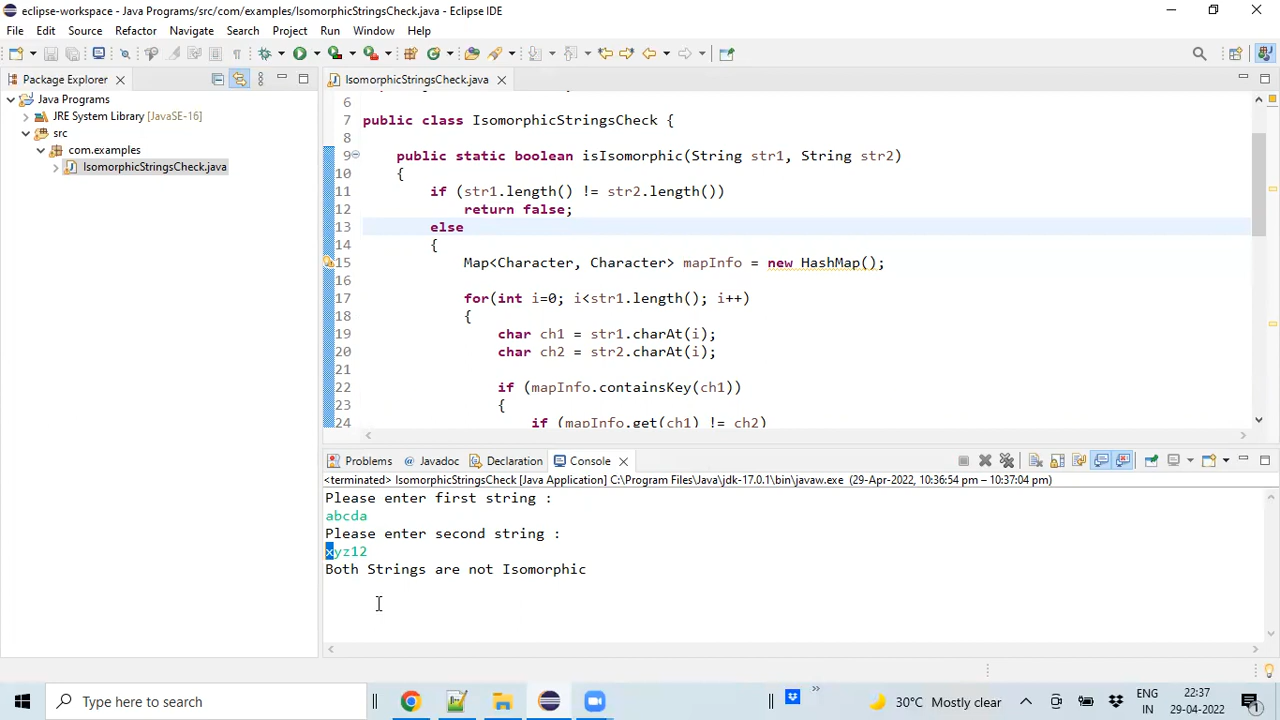 eclipse-workspace - Java Programs/src/com/examples/IsomorphicStringsCheck.java - Eclipse IDE
File Edit Source Refactor Navigate Search Project Run Window Help
Package Explorer
Java Programs
JRE System Library [JavaSE-16]
src
com.examples
IsomorphicStringsCheck.java
IsomorphicStringsCheck.java
6
7 public class IsomorphicStringsCheck {
8
9 public static boolean isIsomorphic(String str1, String str2)
10 {
11 if (str1.length() != str2.length())
12 return false;
13 else
14 {
15 Map<Character, Character> mapInfo = new HashMap();
16
17 for(int i=0; i<str1.length(); i++)
18 {
19 char ch1 = str1.charAt(i);
20 char ch2 = str2.charAt(i);
21
22 if (mapInfo.containsKey(ch1))
23 {
24 if (mapInfo.get(ch1) != ch2)
Problems @ Javadoc Declaration Console
<terminated> IsomorphicStringsCheck [Java Application] C:\Program Files\Java\jdk-17.0.1\bin\javaw.exe (29-Apr-2022, 10:36:54 pm – 10:37:04 pm)
Please enter first string :
abcda
Please enter second string :
xyz12
Both Strings are not Isomorphic
Type here to search
30°C Mostly clear
ENG
IN
22:37
29-04-2022
1